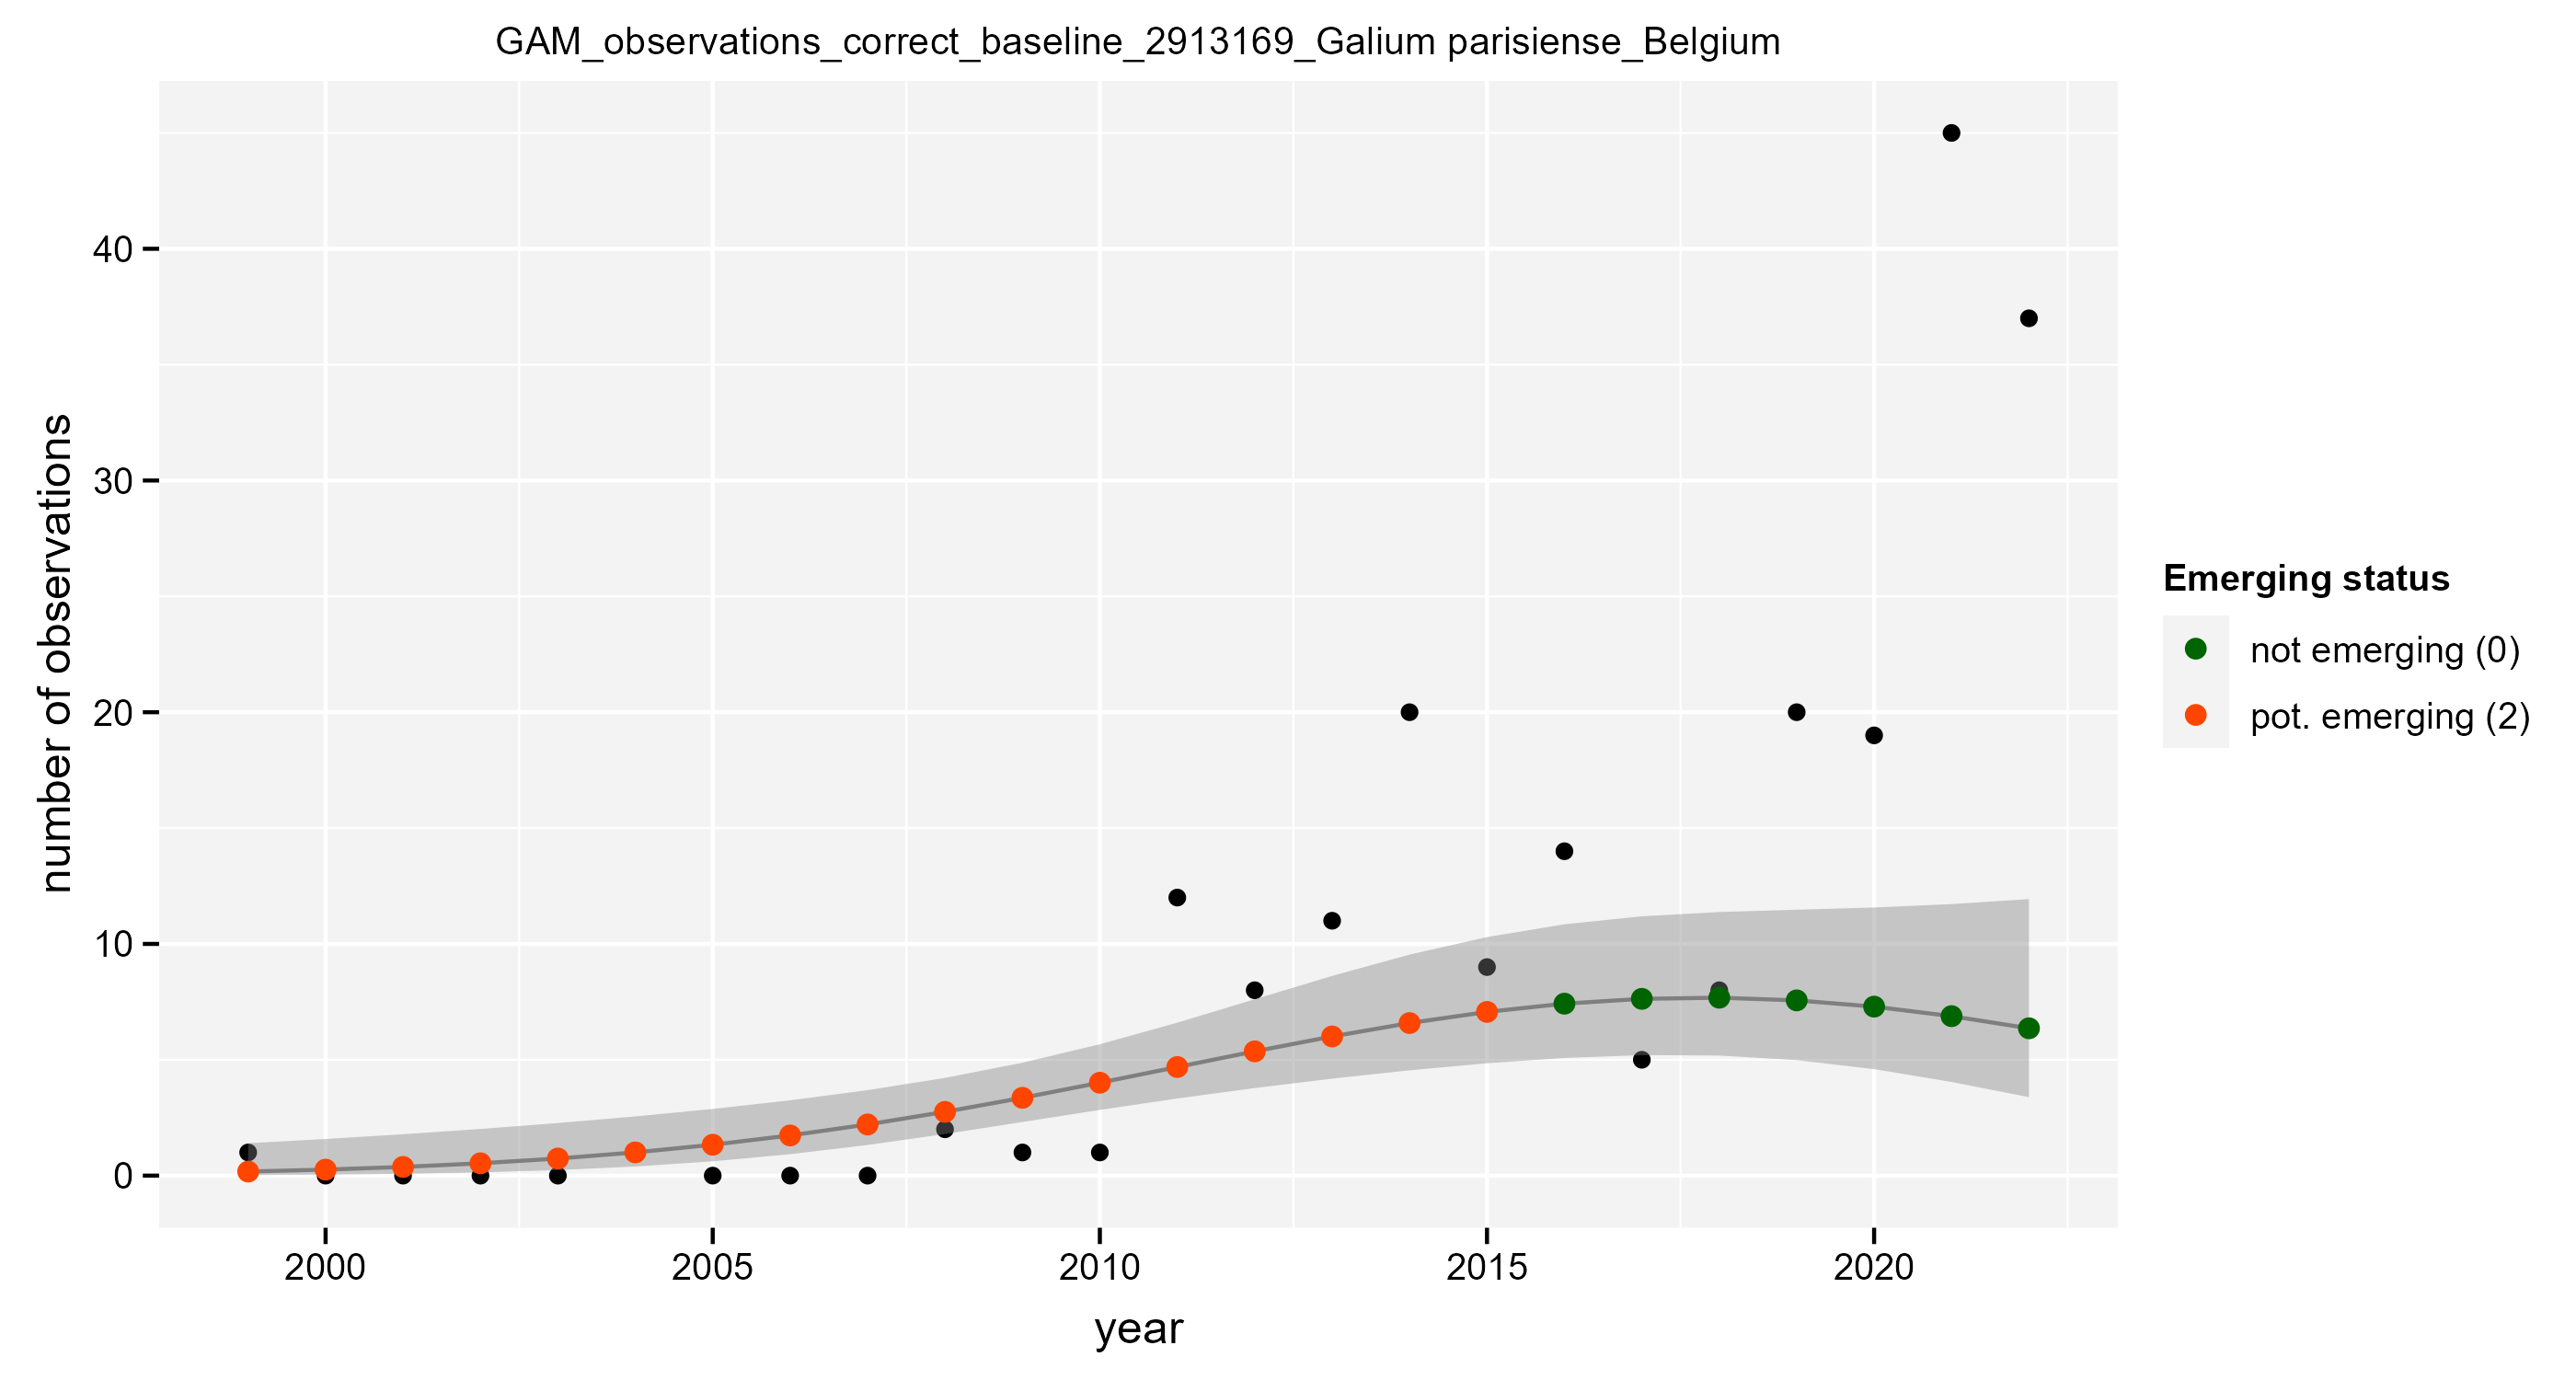 GAM_observations_correct_baseline_2913169_Galium parisiense_Belgium
number of observations
40
30
20
10
0
2000 2005 2010 2015 2020
year
Emerging status
not emerging (0)
pot. emerging (2)